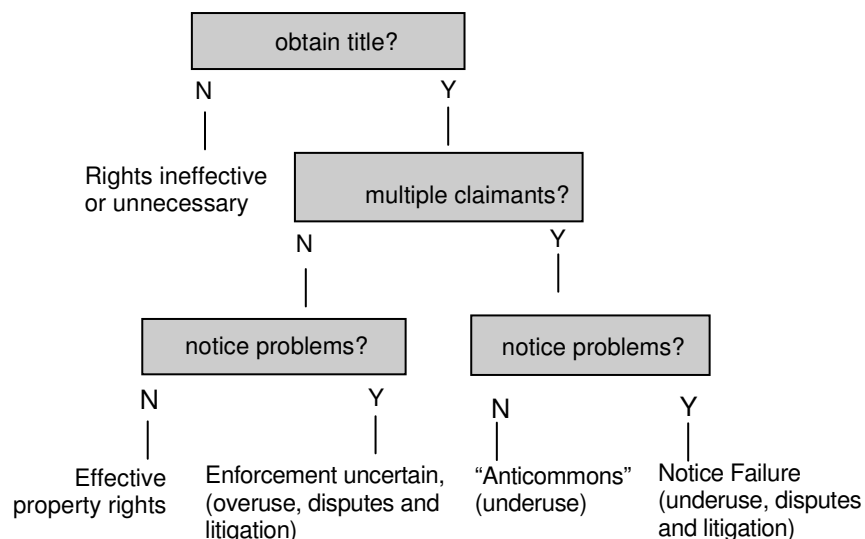 obtain title?
N
Y
Rights ineffective
or unnecessary
multiple claimants?
N
Y
notice problems?
notice problems?
N
Y
N
Y
Effective
property rights
Enforcement uncertain,
(overuse, disputes and
litigation)
“Anticommons”
(underuse)
Notice Failure
(underuse, disputes
and litigation)